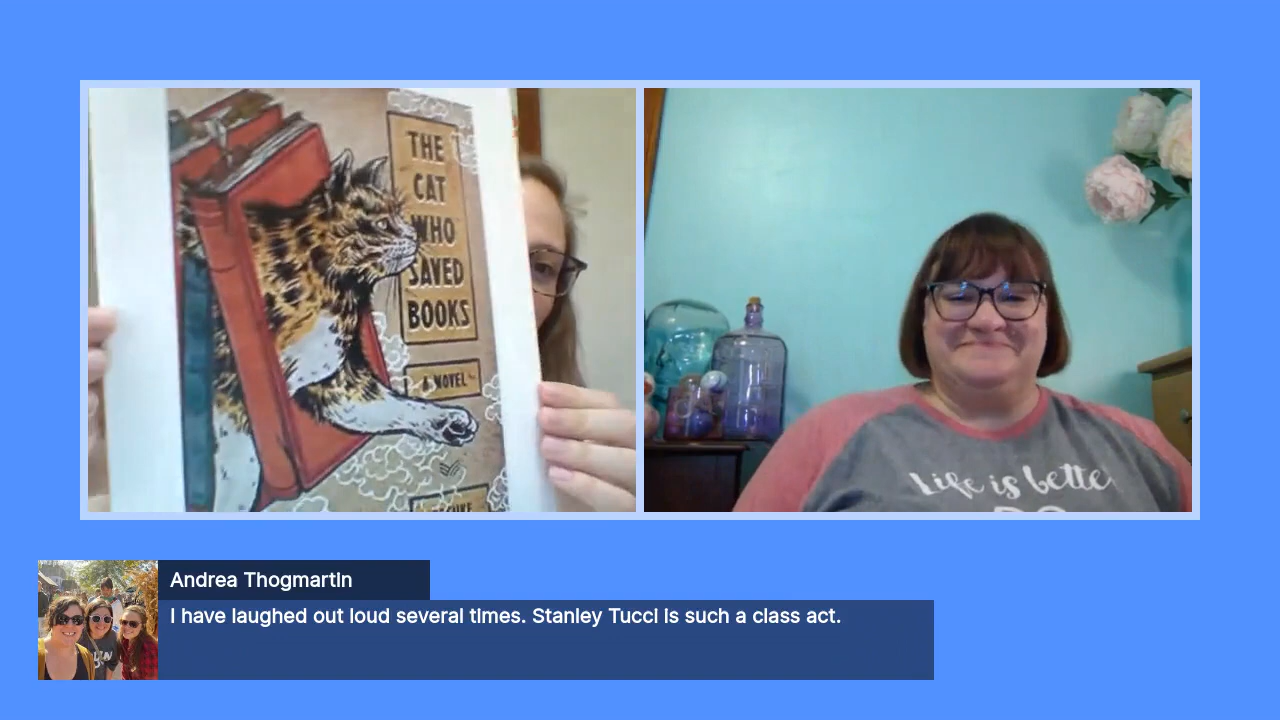 THE
CAT
WHO
SAVED
BOOKS
A NOVEL
Life is bette
Andrea Thogmartin
I have laughed out loud several times. Stanley Tucci is such a class act.